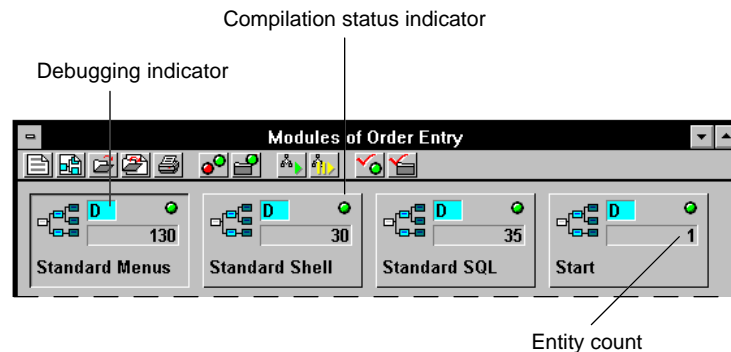 Compilation status indicator
Debugging indicator
Modules of Order Entry
D
130
Standard Menus
D
30
Standard Shell
D
35
Standard SQL
D
1
Start
Entity count